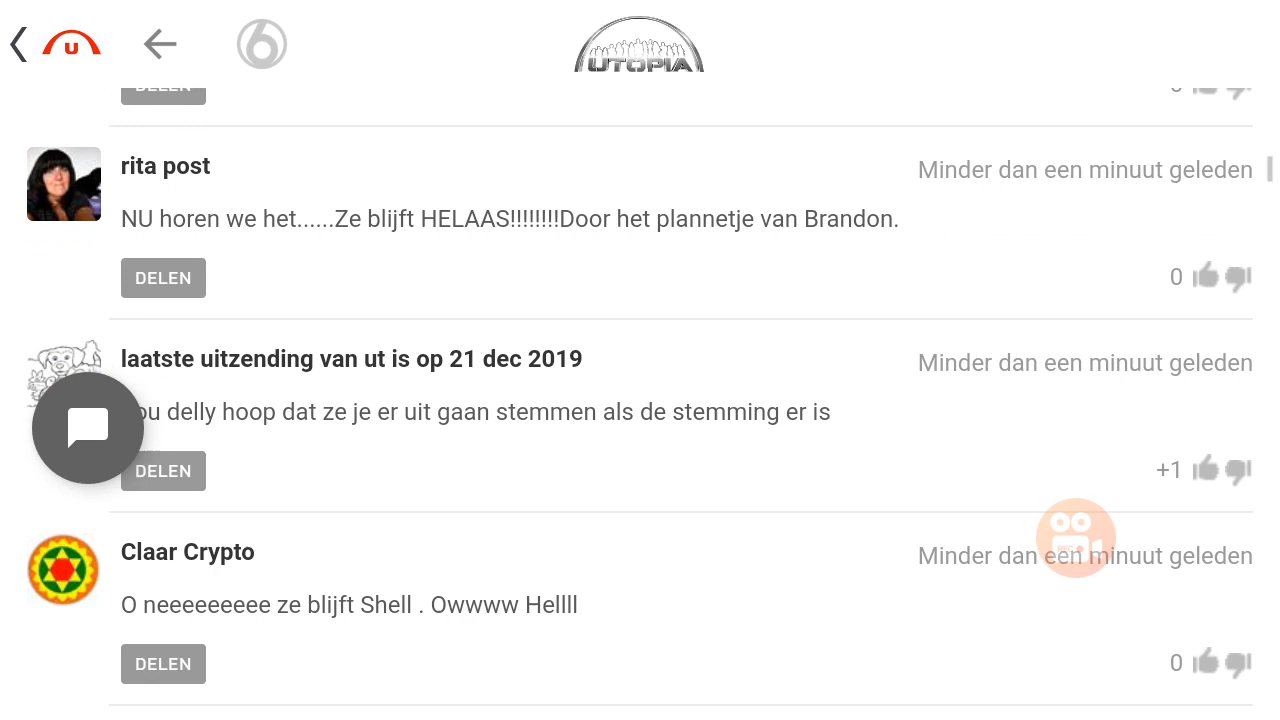 U
6
UTOPIA
DELEN
rita post
Minder dan een minuut geleden
NU horen we het......Ze blijft HELAAS!!!!!!!!Door het plannetje van Brandon.
DELEN
0
laatste uitzending van ut is op 21 dec 2019
Minder dan een minuut geleden
delly hoop dat ze je er uit gaan stemmen als de stemming er is
DELEN
+1
REC
Claar Crypto
Minder dan een minuut geleden
O neeeeeeeee ze blijft Shell . Owwww Hellll
DELEN
0